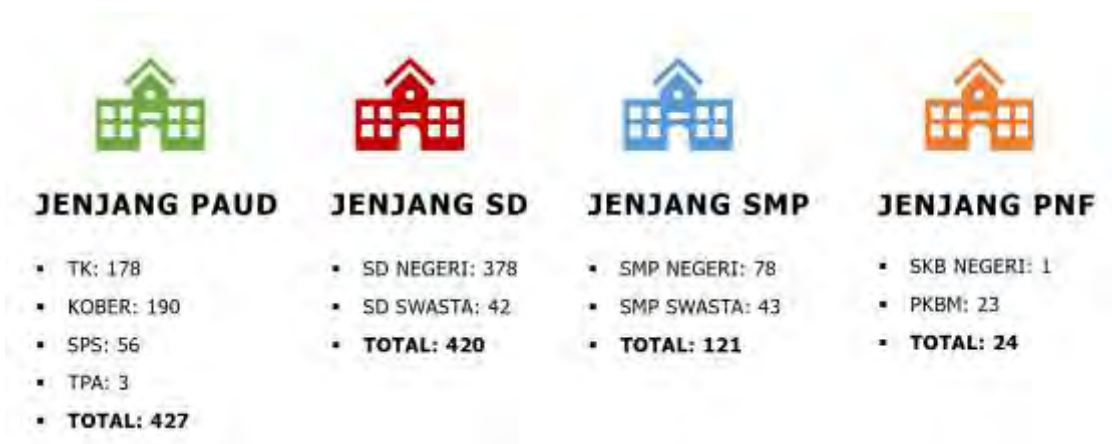 JENJANG PAUD
▪ TK: 178
▪ KOBER: 190
▪ SPS: 56
▪ TPA: 3
▪ TOTAL: 427
JENJANG SD
▪ SD NEGERI: 378
▪ SD SWASTA: 42
▪ TOTAL: 420
JENJANG SMP
▪ SMP NEGERI: 78
▪ SMP SWASTA: 43
▪ TOTAL: 121
JENJANG PNF
▪ SKB NEGERI: 1
▪ PKBM: 23
▪ TOTAL: 24